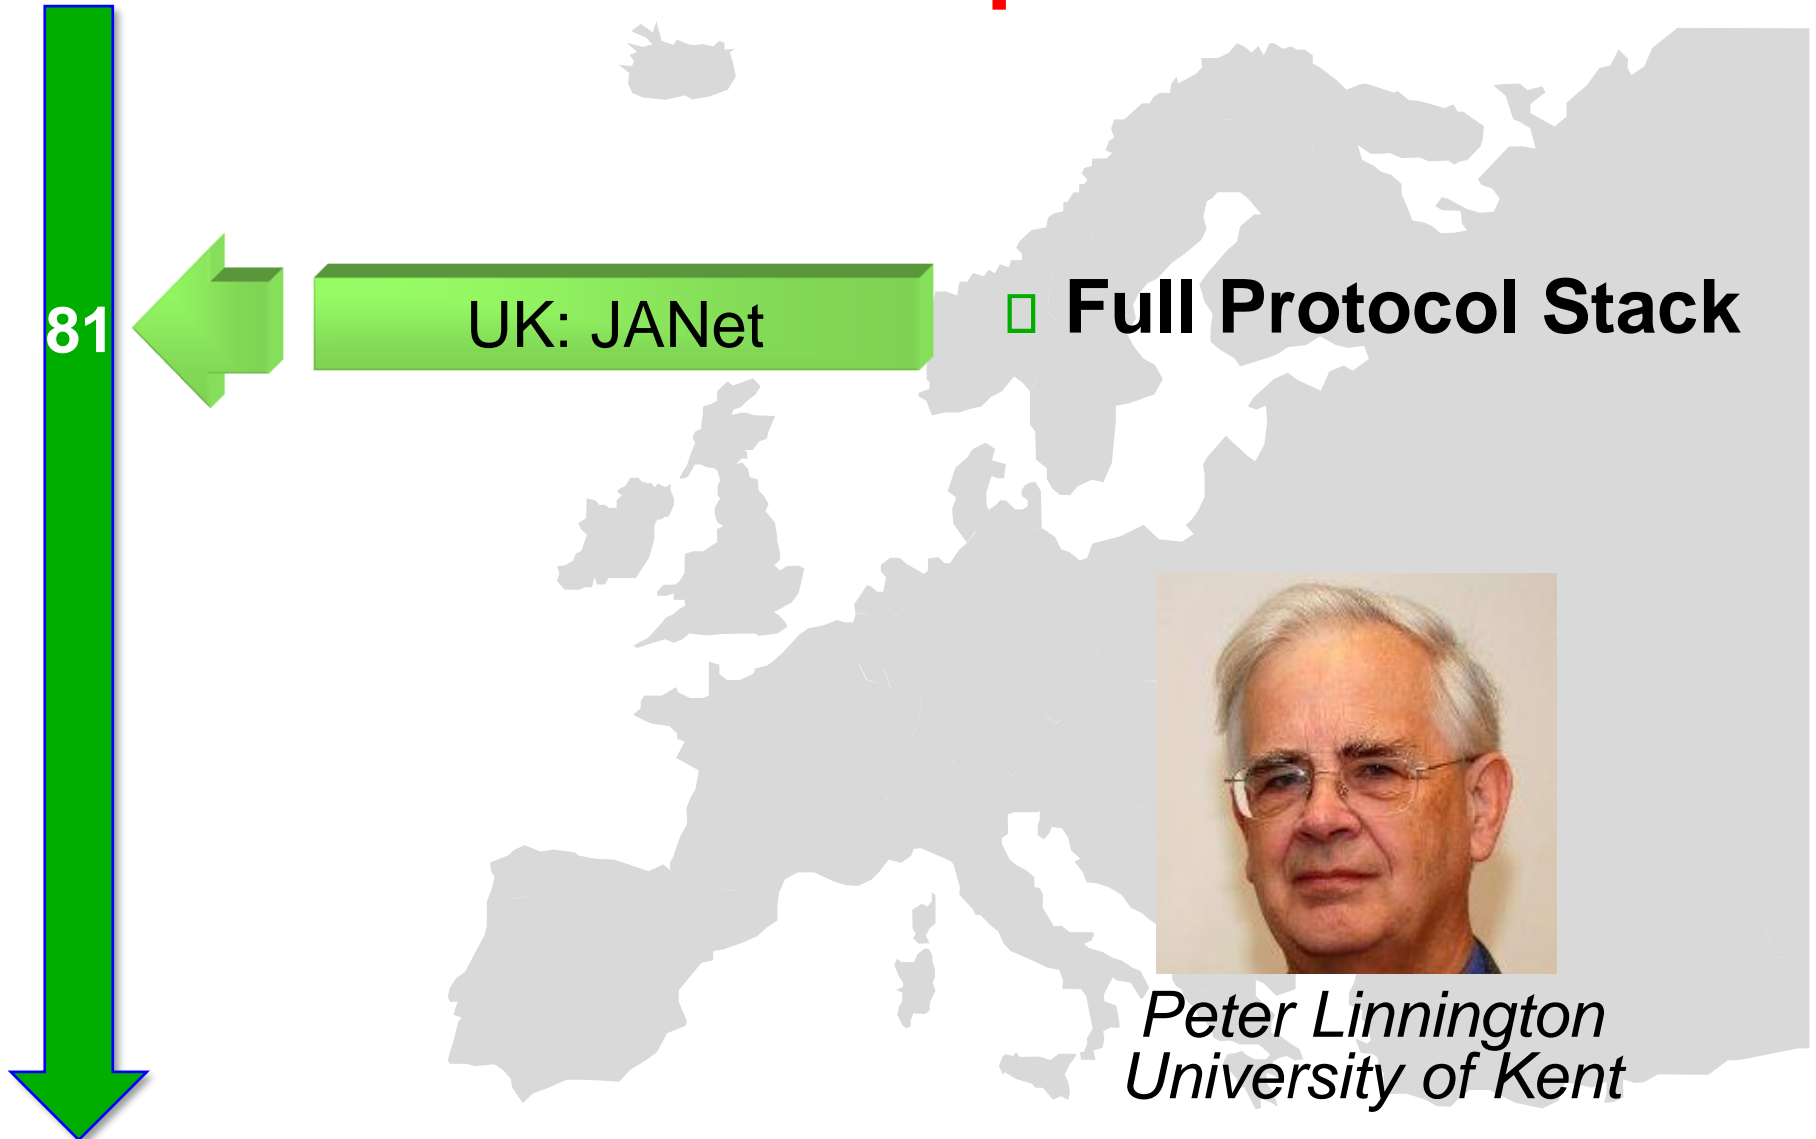 81
UK: JANet
Full Protocol Stack
Peter Linnington
University of Kent